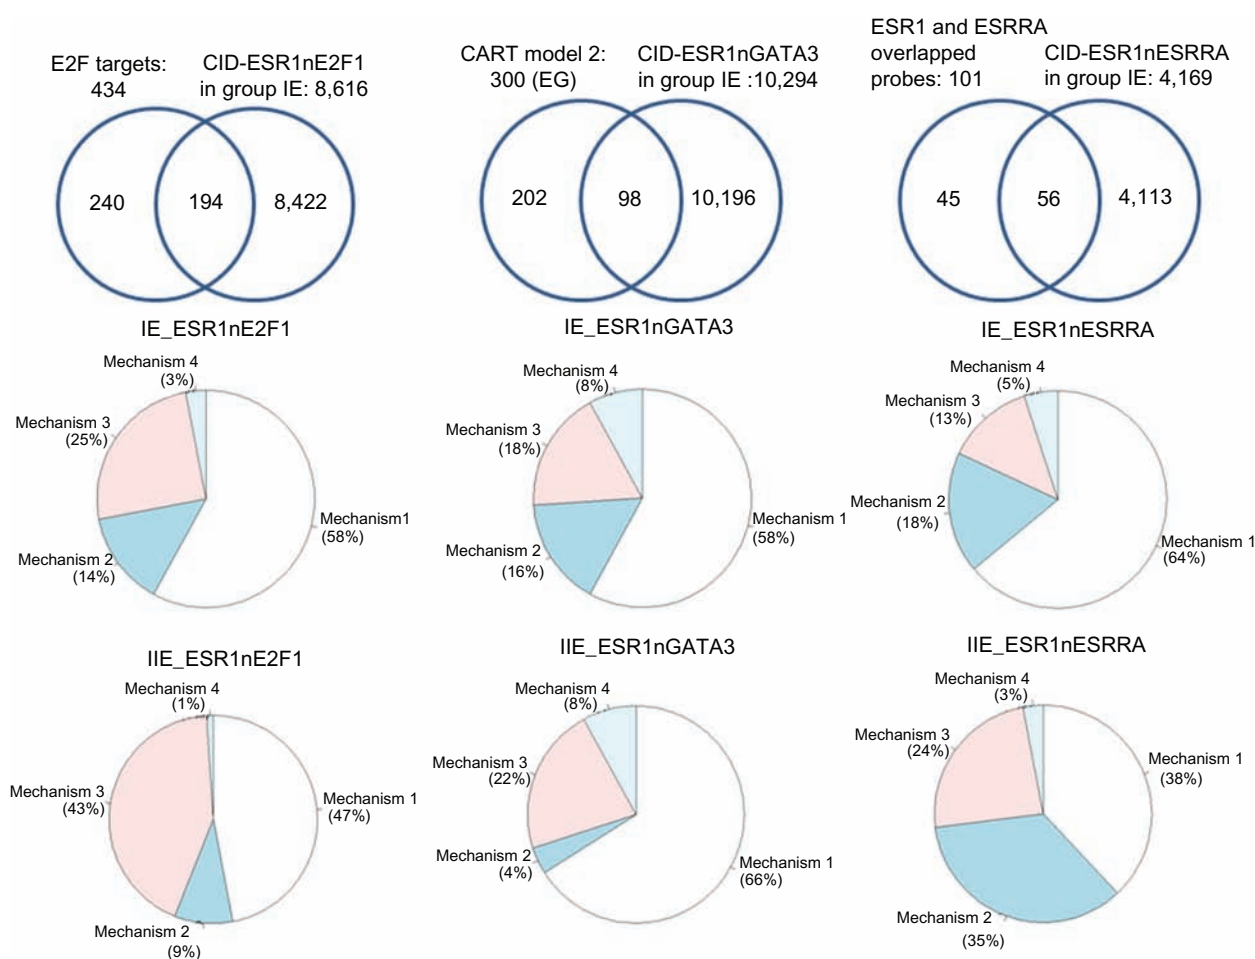 E2F targets:
434
CID-ESR1nE2F1
in group IE: 8,616
240
194
8,422
CART model 2:
300 (EG)
CID-ESR1nGATA3
in group IE :10,294
202
98
10,196
ESR1 and ESRRA
overlapped
probes: 101
CID-ESR1nESRRA
in group IE: 4,169
45
56
4,113
IE_ESR1nE2F1
Mechanism 4
(3%)
Mechanism 3
(25%)
Mechanism 2
(14%)
Mechanism1
(58%)
IE_ESR1nGATA3
Mechanism 4
(8%)
Mechanism 3
(18%)
Mechanism 2
(16%)
Mechanism 1
(58%)
IE_ESR1nESRRA
Mechanism 4
(5%)
Mechanism 3
(13%)
Mechanism 2
(18%)
Mechanism 1
(64%)
IIE_ESR1nE2F1
Mechanism 4
(1%)
Mechanism 3
(43%)
Mechanism 2
(9%)
Mechanism 1
(47%)
IIE_ESR1nGATA3
Mechanism 4
(8%)
Mechanism 3
(22%)
Mechanism 2
(4%)
Mechanism 1
(66%)
IIE_ESR1nESRRA
Mechanism 4
(3%)
Mechanism 3
(24%)
Mechanism 2
(35%)
Mechanism 1
(38%)